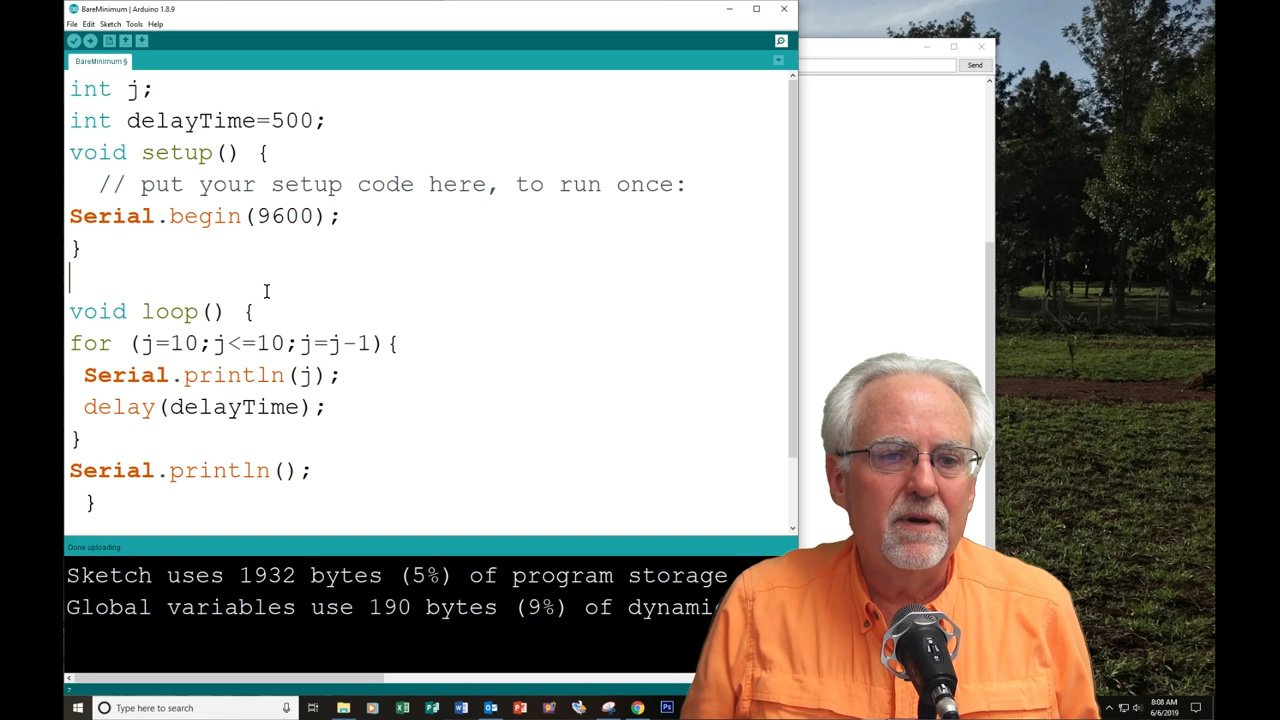 BareMinimum | Arduino 1.8.9
File Edit Sketch Tools Help
BareMinimum §
Send
int j;
int delayTime=500;
void setup() {
// put your setup code here, to run once:
Serial.begin(9600);
}
void loop() {
for (j=10;j<=10;j=j-1){
Serial.println(j);
delay(delayTime);
}
Serial.println();
}
Done uploading.
Sketch uses 1932 bytes (5%) of program storage
Global variables use 190 bytes (9%) of dynamic
7
Type here to search
8:08 AM
6/6/2019